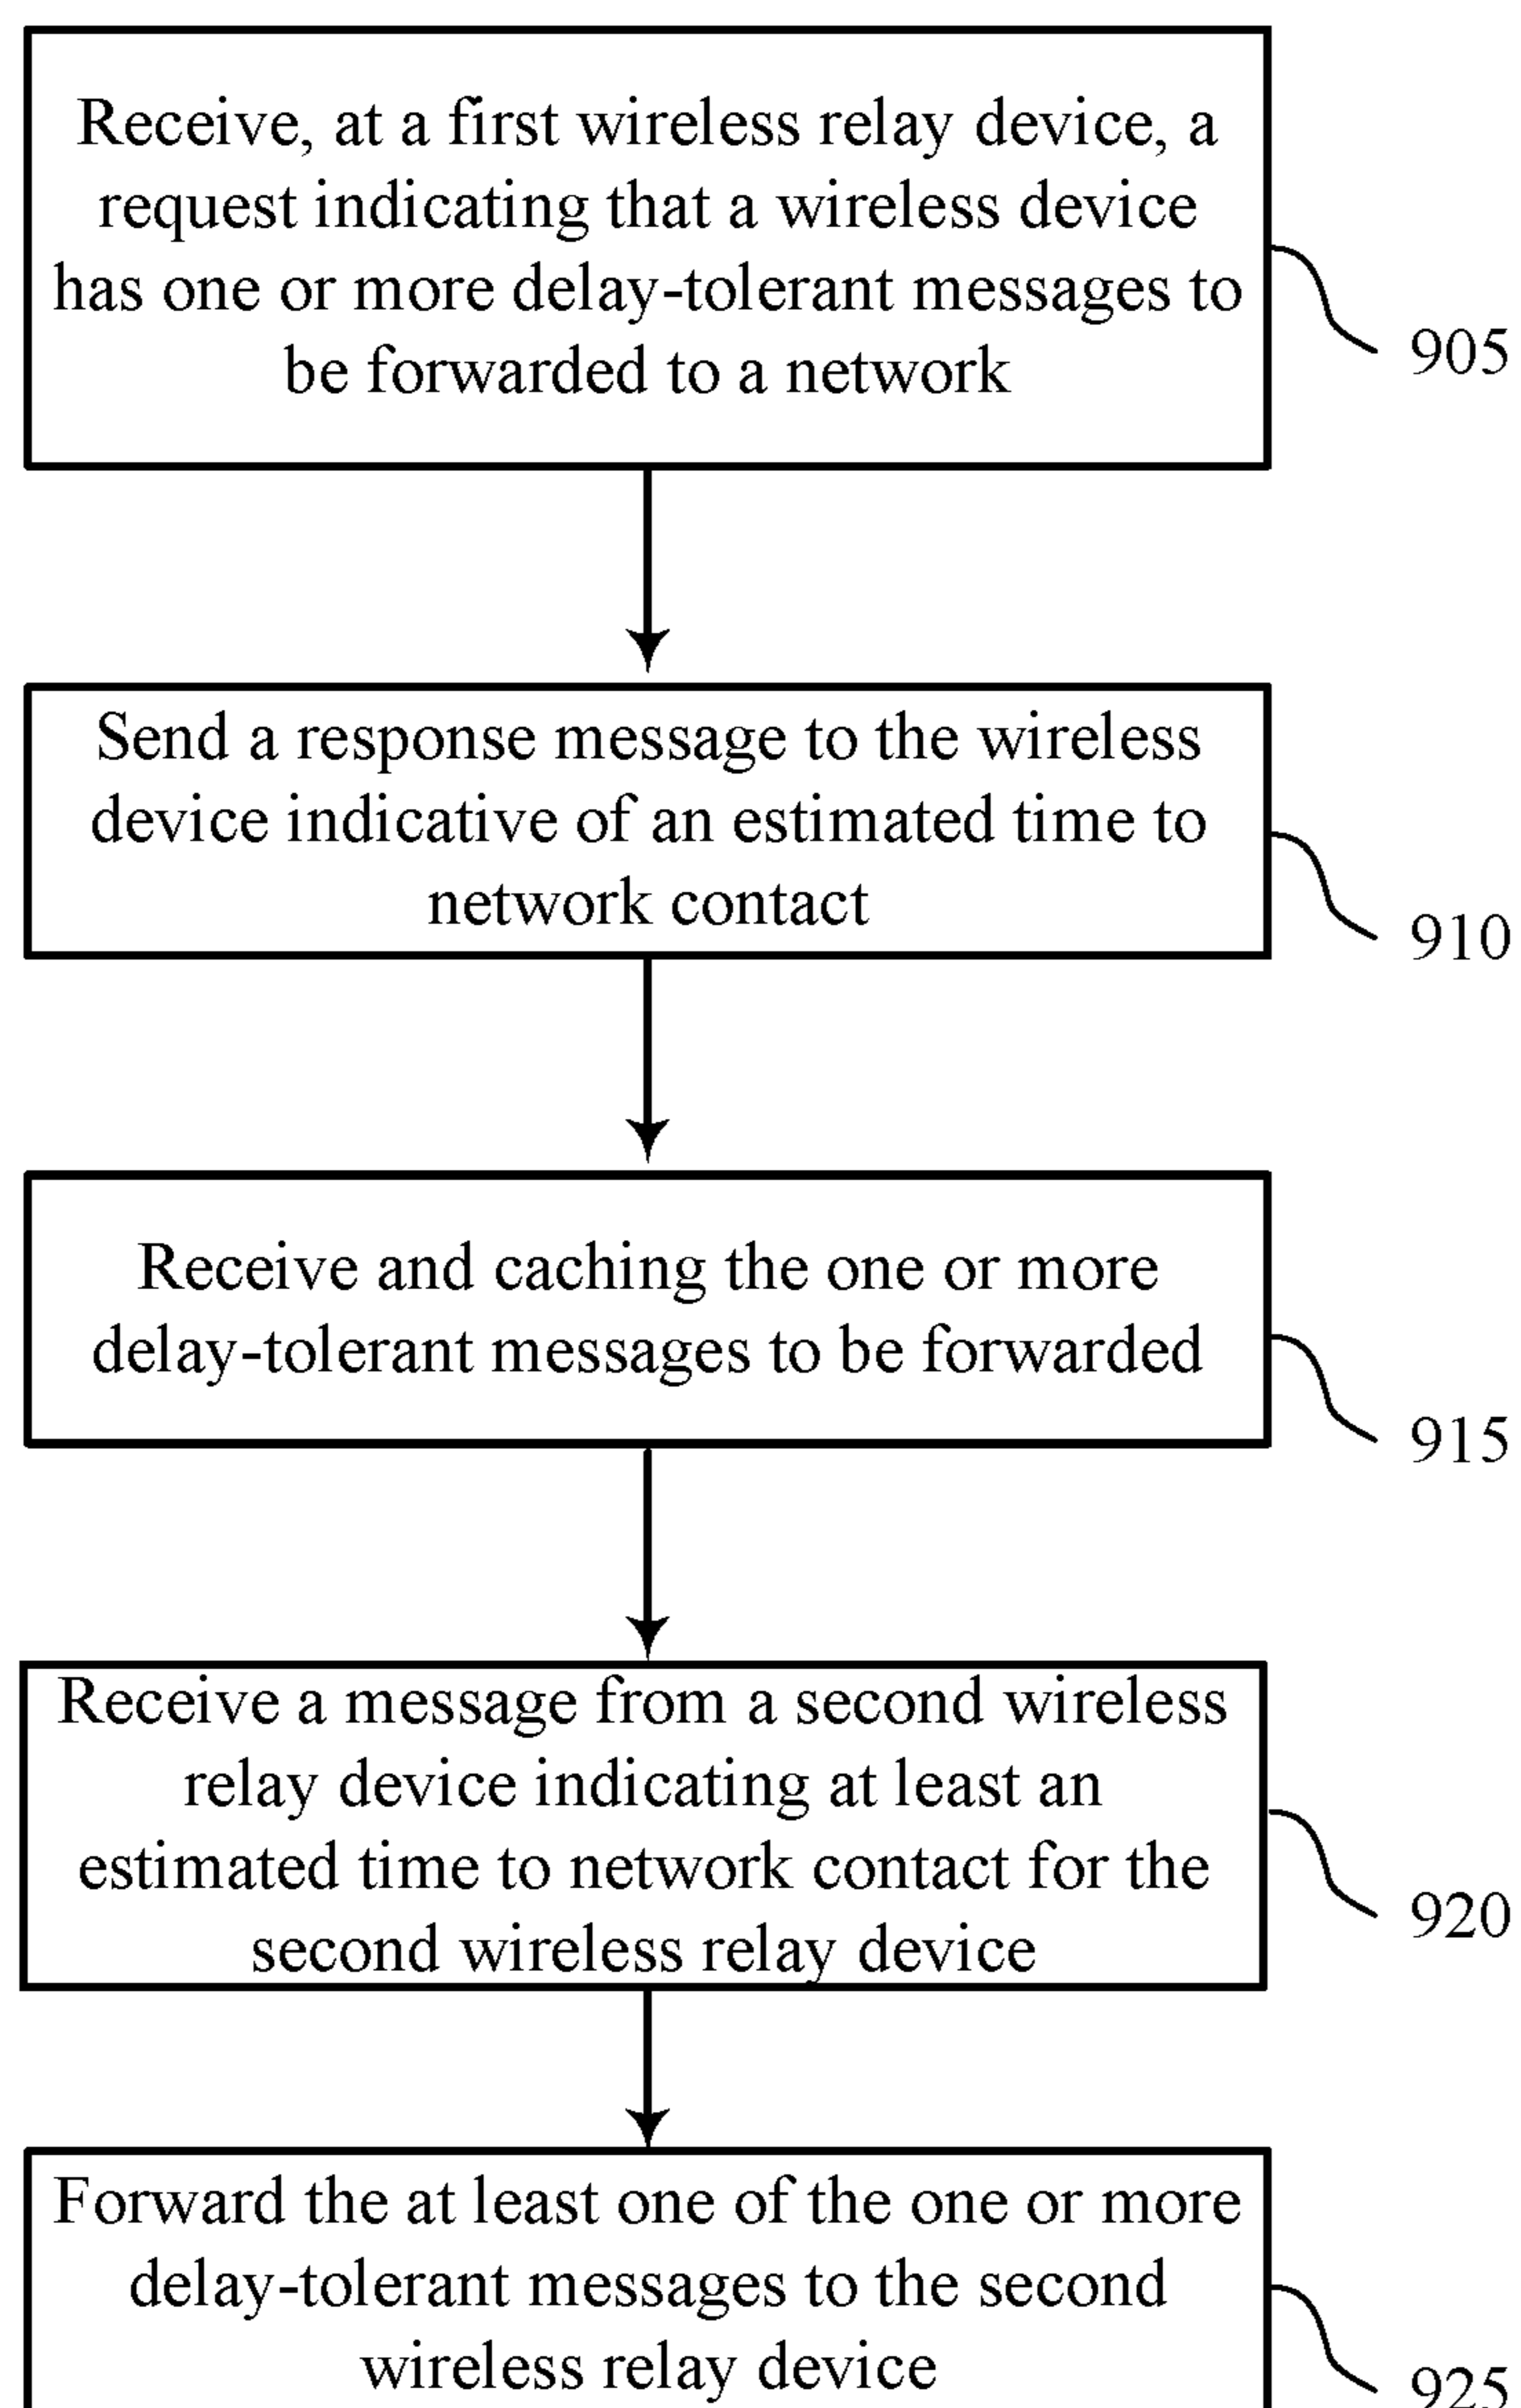 Receive, at a first wireless relay device, a
request indicating that a wireless device
has one or more delay-tolerant messages to
be forwarded to a network
905
Send a response message to the wireless
device indicative of an estimated time to
network contact
910
Receive and caching the one or more
delay-tolerant messages to be forwarded
915
Receive a message from a second wireless
relay device indicating at least an
estimated time to network contact for the
second wireless relay device
920
Forward the at least one of the one or more
delay-tolerant messages to the second
wireless relay device
925